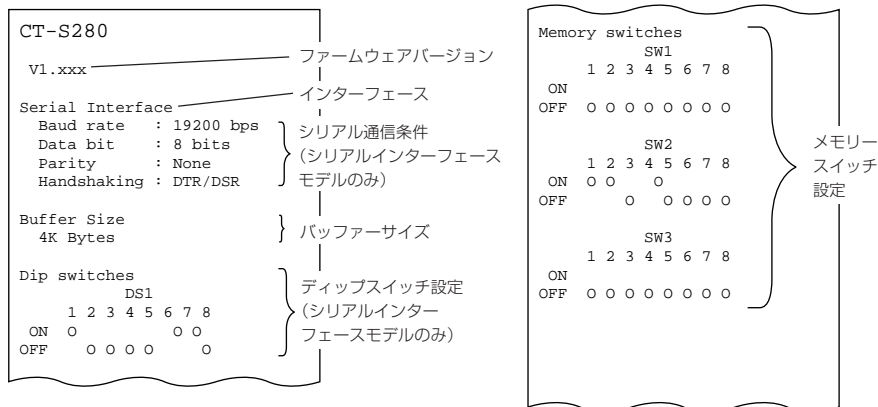 CT-S280
V1.xxx
ファームウェアバージョン
Serial Interface
インターフェース
Baud rate : 19200 bps
Data bit : 8 bits
Parity : None
Handshaking : DTR/DSR
シリアル通信条件
（シリアルインターフェース
モデルのみ）
Buffer Size
4K Bytes
バッファーサイズ
Dip switches
DS1
1 2 3 4 5 6 7 8
ON O O O
OFF O O O O O
ディップスイッチ設定
（シリアルインター
フェースモデルのみ）
Memory switches
SW1
1 2 3 4 5 6 7 8
ON
OFF O O O O O O O O
SW2
1 2 3 4 5 6 7 8
ON O O O
OFF O O O O O
SW3
1 2 3 4 5 6 7 8
ON
OFF O O O O O O O O
メモリー
スイッチ
設定